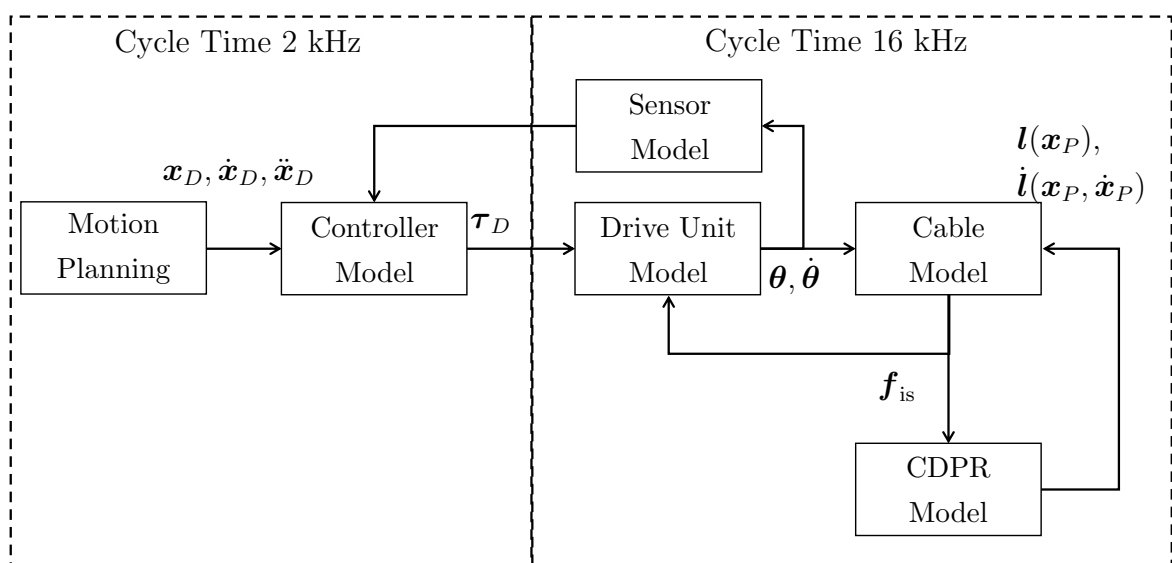 Cycle Time 2 kHz
Cycle Time 16 kHz
Sensor
Model
l(x_P),
l̇(x_P, ẋ_P)
x_D, ẋ_D, ẍ_D
Motion
Planning
Controller
Model
τ_D
Drive Unit
Model
θ, θ̇
Cable
Model
f_is
CDPR
Model